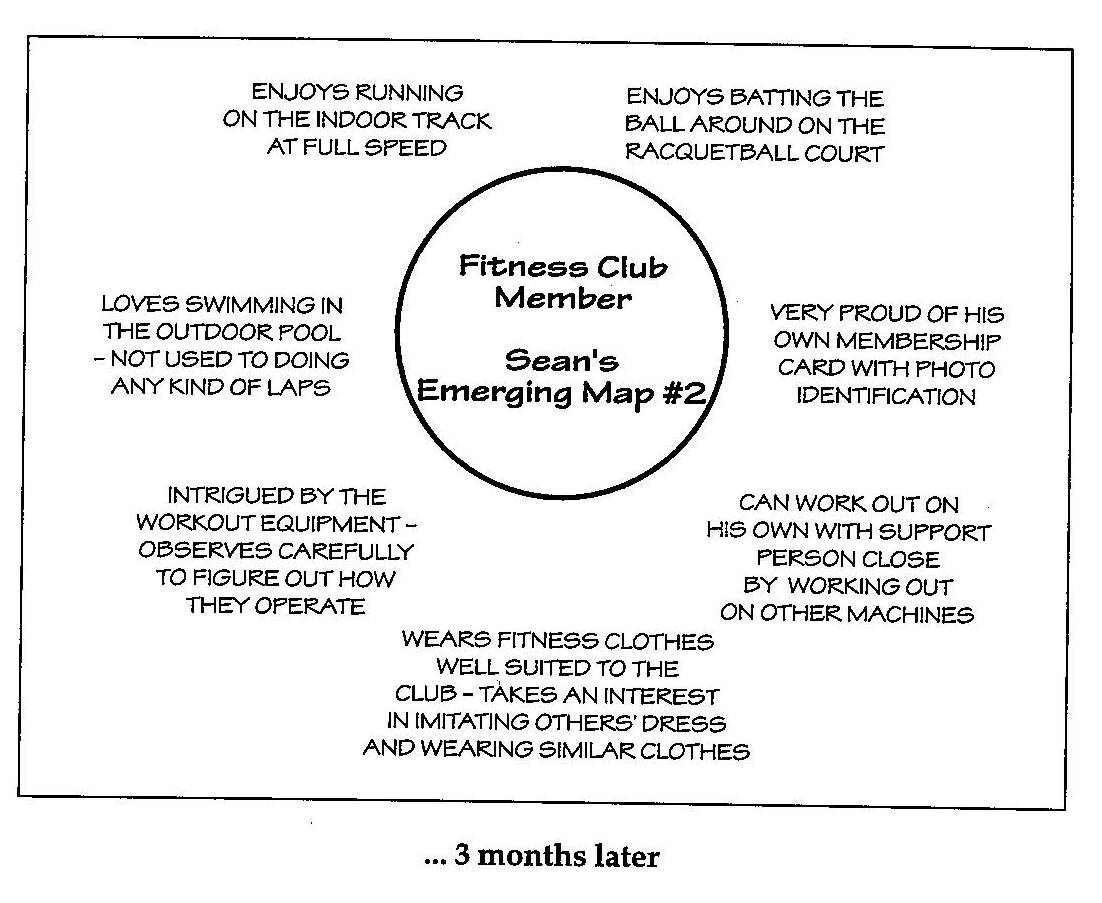 ENJOYS RUNNING
ON THE INDOOR TRACK
AT FULL SPEED
ENJOYS BATTING THE
BALL AROUND ON THE
RACQUETBALL COURT
Fitness Club
Member
Sean's
Emerging Map #2
LOVES SWIMMING IN
THE OUTDOOR POOL
– NOT USED TO DOING
ANY KIND OF LAPS
VERY PROUD OF HIS
OWN MEMBERSHIP
CARD WITH PHOTO
IDENTIFICATION
INTRIGUED BY THE
WORKOUT EQUIPMENT –
OBSERVES CAREFULLY
TO FIGURE OUT HOW
THEY OPERATE
CAN WORK OUT ON
HIS OWN WITH SUPPORT
PERSON CLOSE
BY WORKING OUT
ON OTHER MACHINES
WEARS FITNESS CLOTHES
WELL SUITED TO THE
CLUB – TAKES AN INTEREST
IN IMITATING OTHERS' DRESS
AND WEARING SIMILAR CLOTHES
... 3 months later